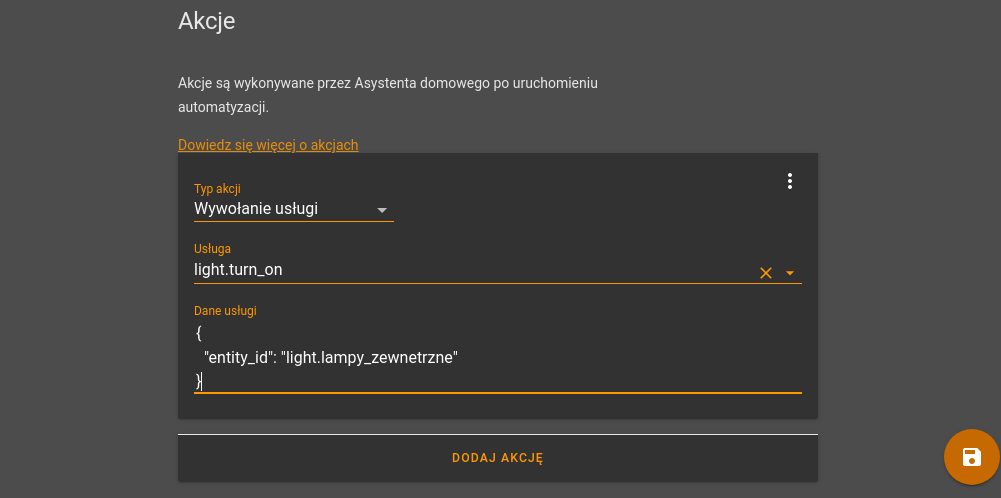 Akcje
Akcje są wykonywane przez Asystenta domowego po uruchomieniu
automatyzacji.
Dowiedz się więcej o akcjach
Typ akcji
Wywołanie usługi
Usługa
light.turn_on
Dane usługi
{
"entity_id": "light.lampy_zewnetrzne"
}
DODAJ AKCJĘ